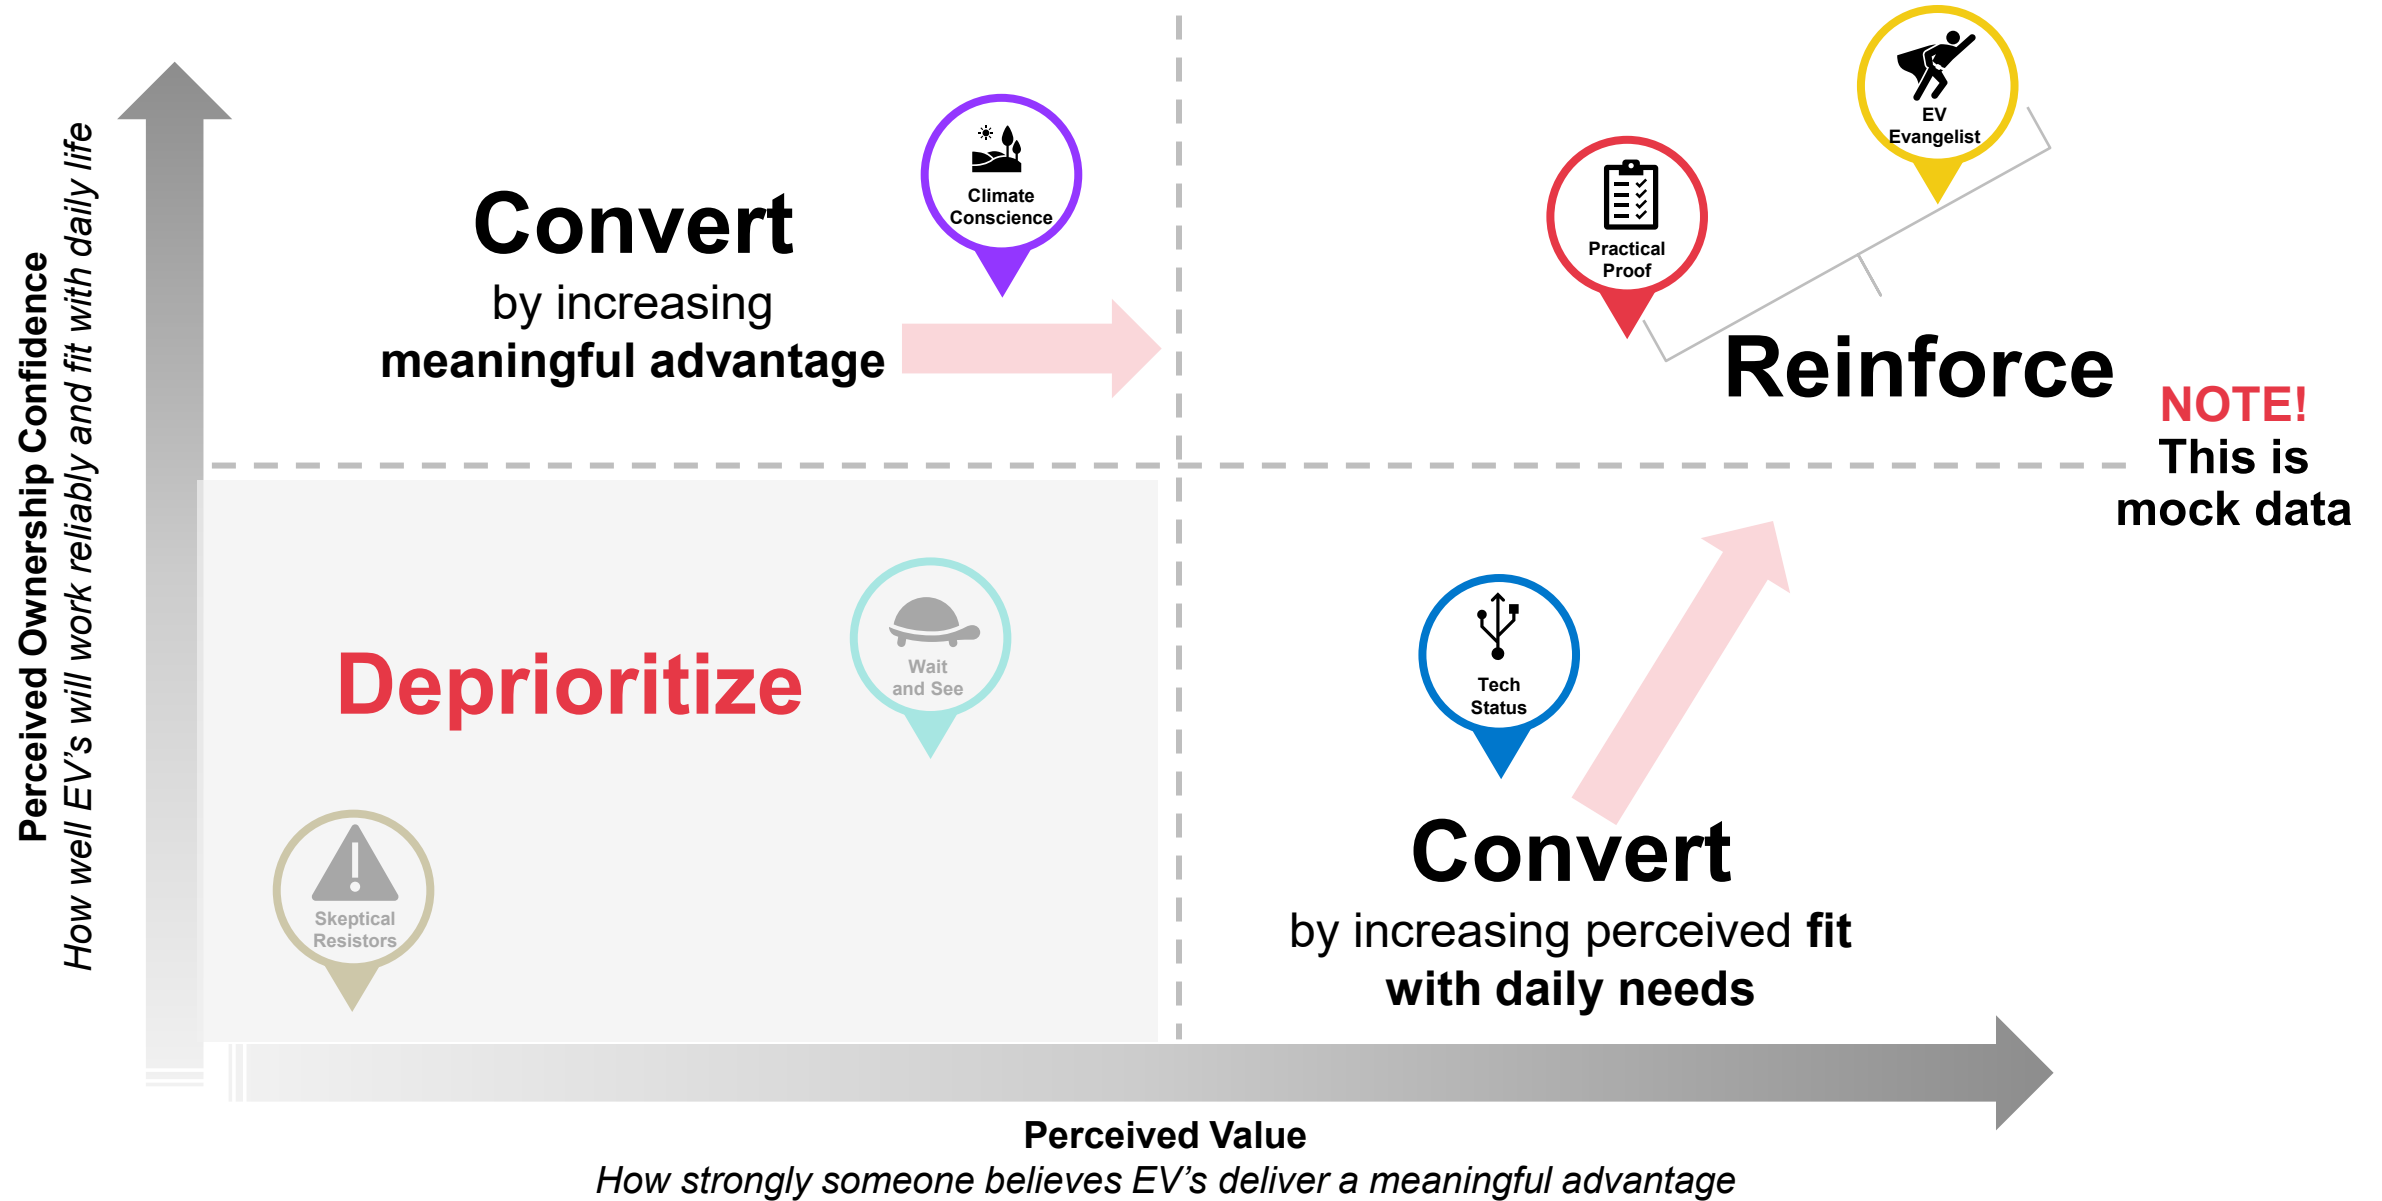 Perceived Ownership Confidence
How well EV's will work reliably and fit with daily life
Convert
by increasing
meaningful advantage
Climate
Conscience
Practical
Proof
EV
Evangelist
Reinforce
NOTE!
This is
mock data
Deprioritize
Wait
and See
Skeptical
Resistors
Tech
Status
Convert
by increasing perceived fit
with daily needs
Perceived Value
How strongly someone believes EV's deliver a meaningful advantage